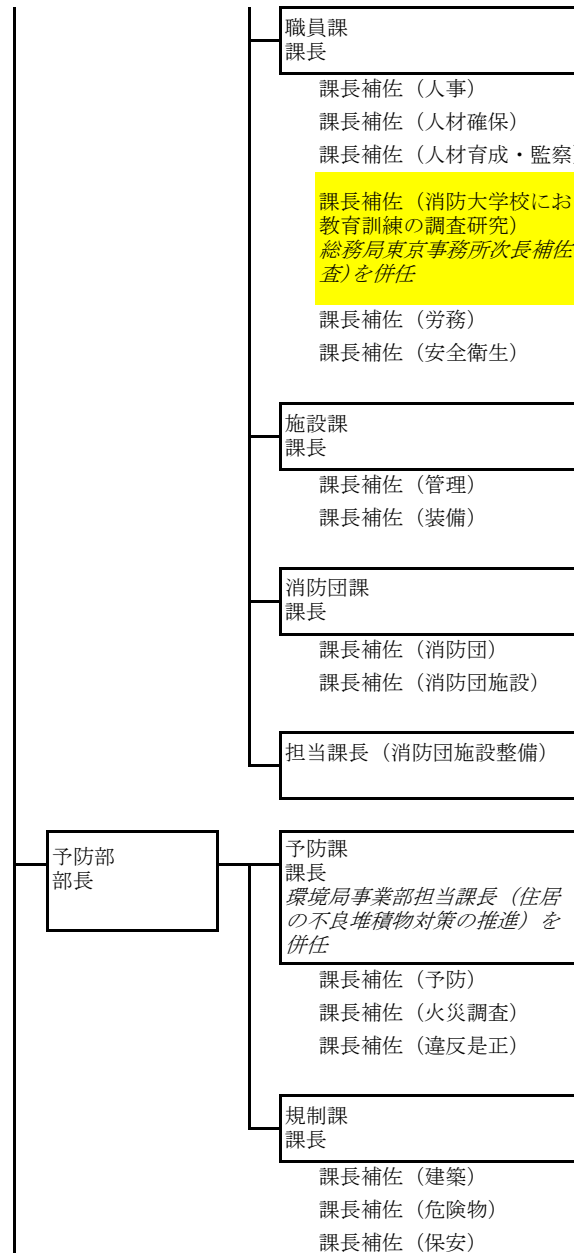 職員課
課長
課長補佐（人事）
課長補佐（人材確保）
課長補佐（人材育成・監察
課長補佐（消防大学校にお
教育訓練の調査研究）
総務局東京事務所次長補佐
査)を併任
課長補佐（労務）
課長補佐（安全衛生）
施設課
課長
課長補佐（管理）
課長補佐（装備）
消防団課
課長
課長補佐（消防団）
課長補佐（消防団施設）
担当課長（消防団施設整備）
予防部
部長
予防課
課長
環境局事業部担当課長（住居
の不良堆積物対策の推進）を
併任
課長補佐（予防）
課長補佐（火災調査）
課長補佐（違反是正）
規制課
課長
課長補佐（建築）
課長補佐（危険物）
課長補佐（保安）